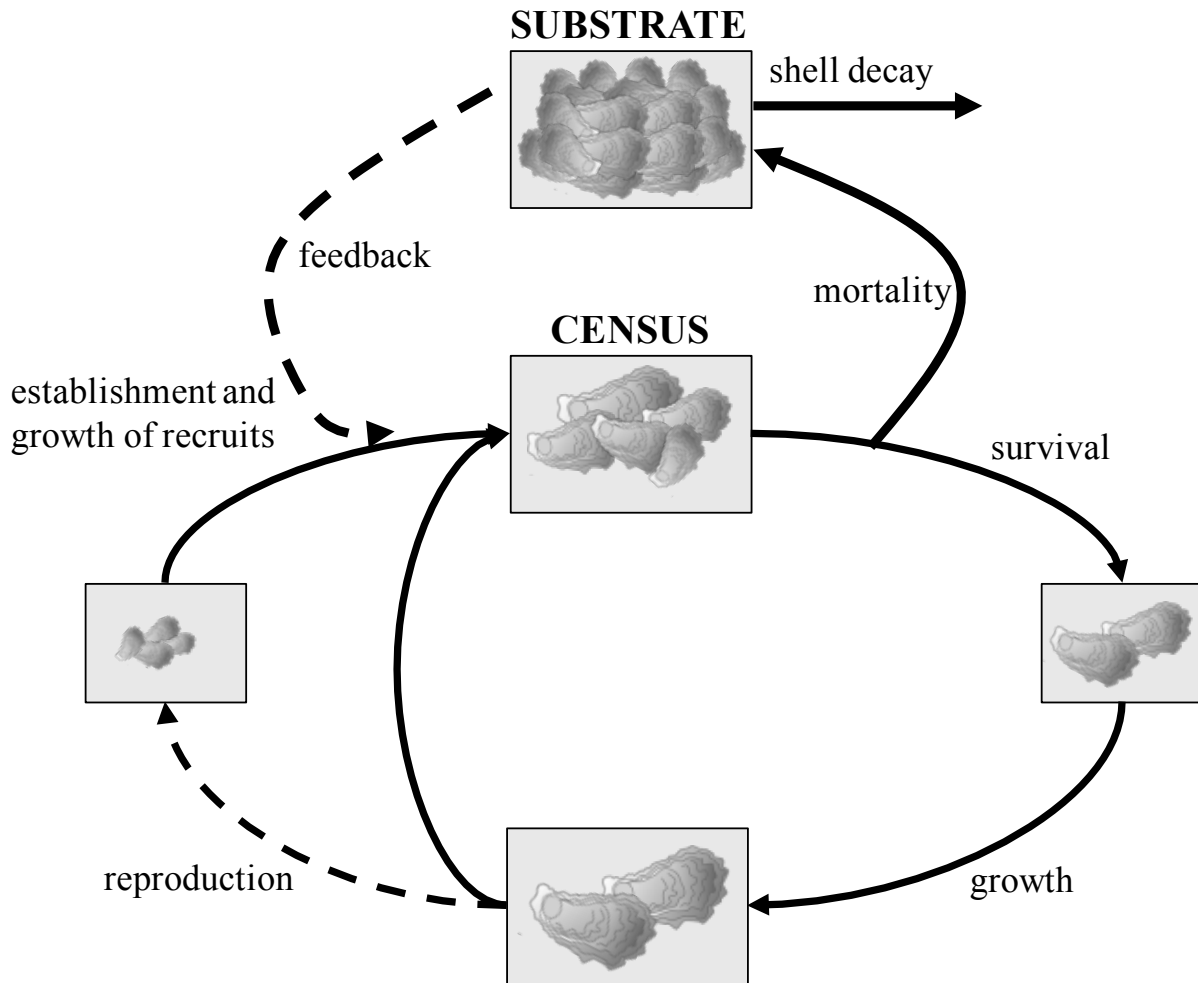 SUBSTRATE
shell decay
feedback
mortality
CENSUS
establishment and
growth of recruits
survival
reproduction
growth